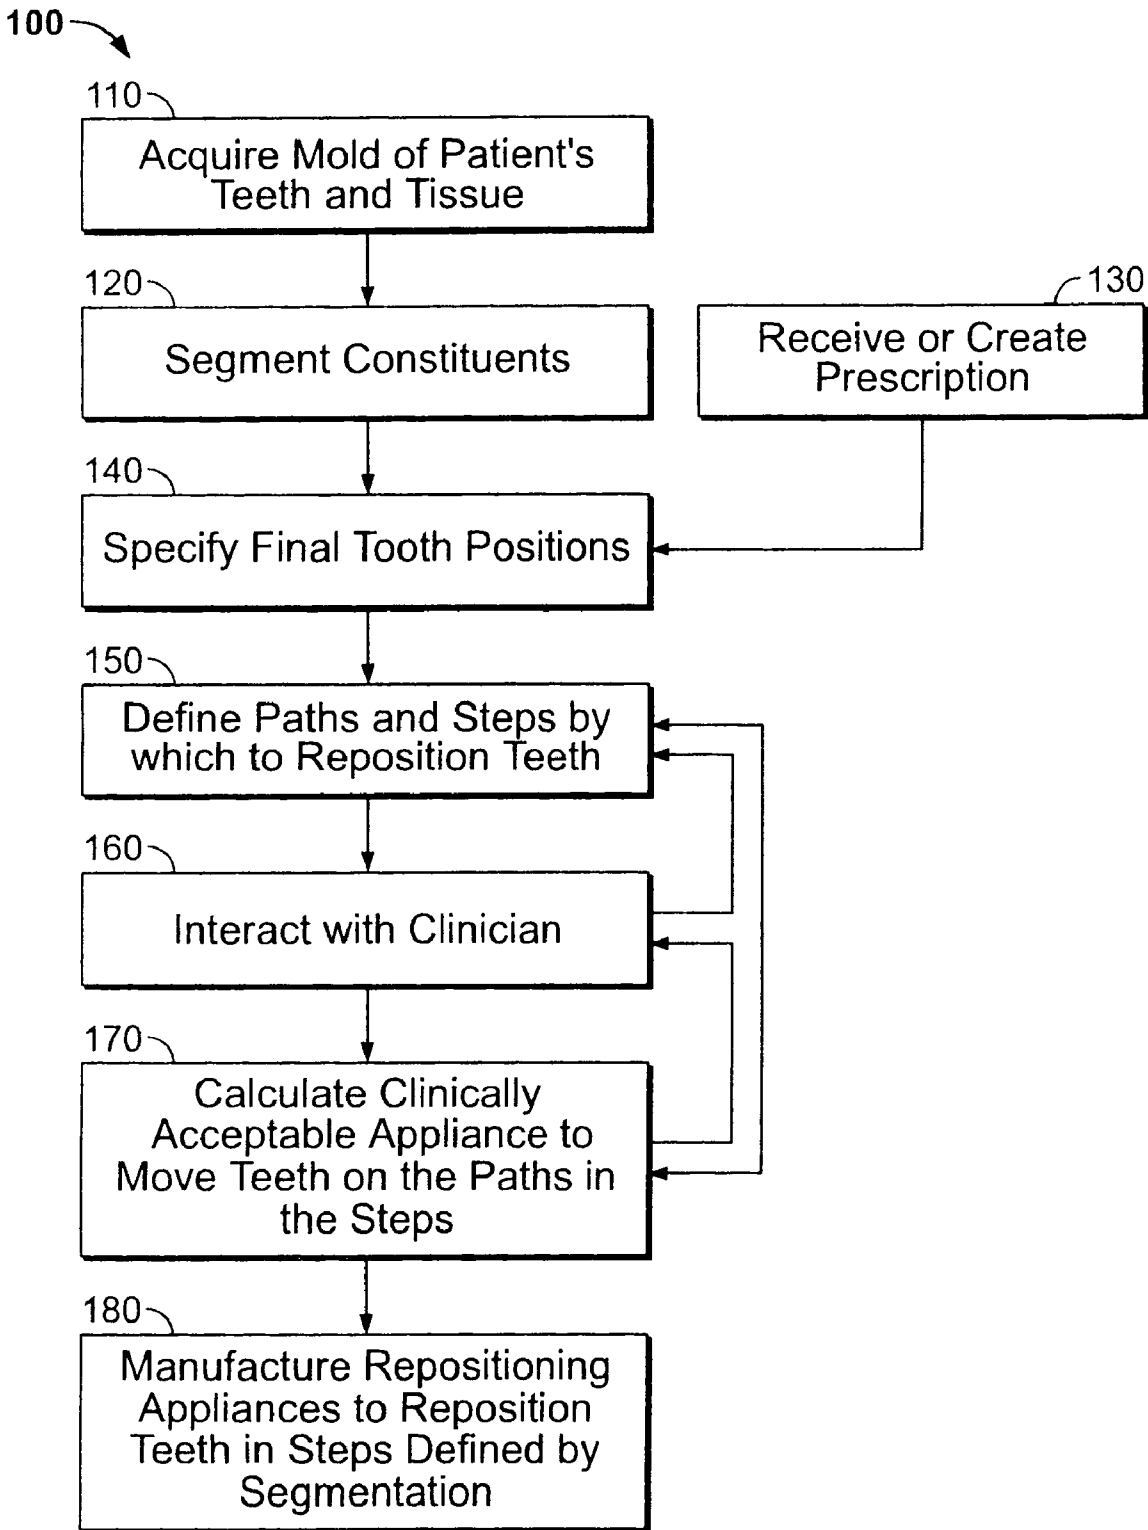 100
110
Acquire Mold of Patient's
Teeth and Tissue
120
Segment Constituents
130
Receive or Create
Prescription
140
Specify Final Tooth Positions
150
Define Paths and Steps by
which to Reposition Teeth
160
Interact with Clinician
170
Calculate Clinically
Acceptable Appliance to
Move Teeth on the Paths in
the Steps
180
Manufacture Repositioning
Appliances to Reposition
Teeth in Steps Defined by
Segmentation